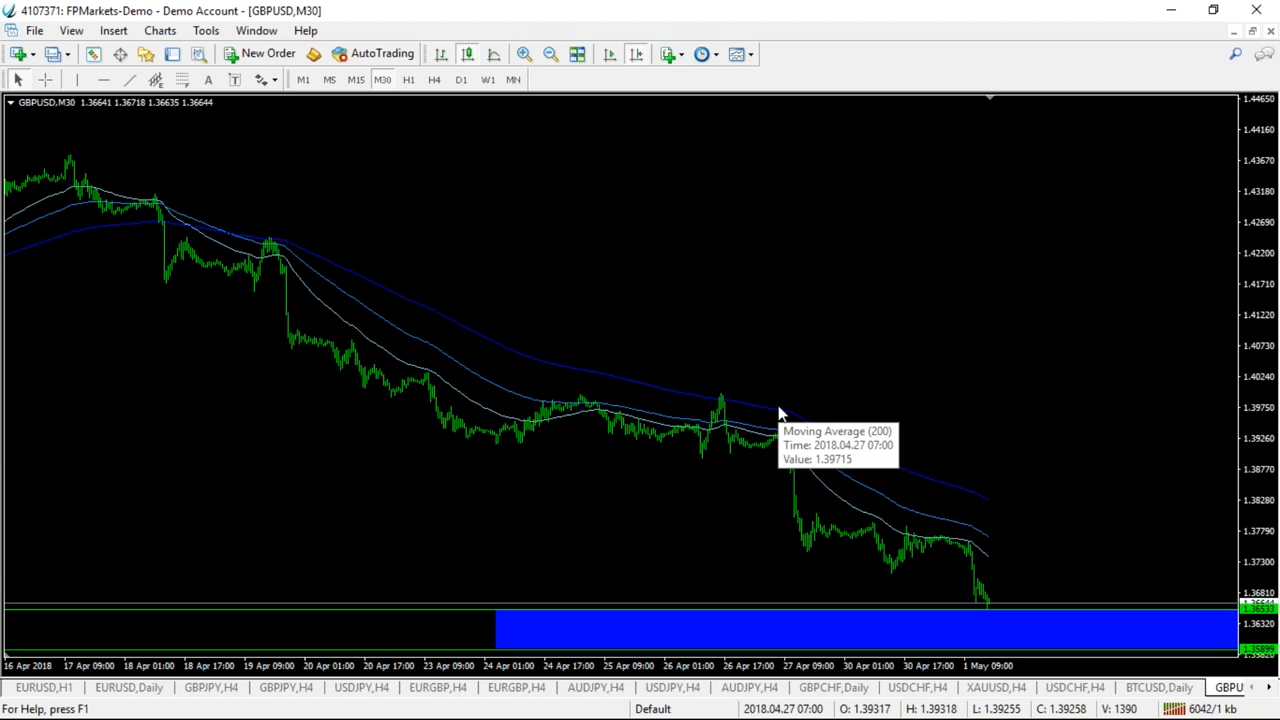 4107371: FPMarkets-Demo - Demo Account - [GBPUSD,M30]
File View Insert Charts Tools Window Help
New Order AutoTrading
A T M1 M5 M15 M30 H1 H4 D1 W1 MN
GBPUSD,M30 1.36641 1.36718 1.36635 1.36644
1.44650
1.44160
1.43670
1.43180
1.42690
1.42200
1.41710
1.41220
1.40730
1.40240
1.39750
1.39260
1.38770
1.38280
1.37790
1.37300
1.36810
1.36533
1.36320
1.35899
Moving Average (200)
Time: 2018.04.27 07:00
Value: 1.39715
16 Apr 2018 17 Apr 09:00 18 Apr 01:00 18 Apr 17:00 19 Apr 09:00 20 Apr 01:00 20 Apr 17:00 23 Apr 09:00 24 Apr 01:00 24 Apr 17:00 25 Apr 09:00 26 Apr 01:00 26 Apr 17:00 27 Apr 09:00 30 Apr 01:00 30 Apr 17:00 1 May 09:00
EURUSD,H1 EURUSD,Daily GBPJPY,H4 GBPJPY,H4 USDJPY,H4 EURGBP,H4 EURGBP,H4 AUDJPY,H4 USDJPY,H4 AUDJPY,H4 GBPCHF,Daily USDCHF,H4 XAUUSD,H4 USDCHF,H4 BTCUSD,Daily GBPU
For Help, press F1 Default 2018.04.27 07:00 O: 1.39317 H: 1.39318 L: 1.39255 C: 1.39258 V: 1390 6042/1 kb